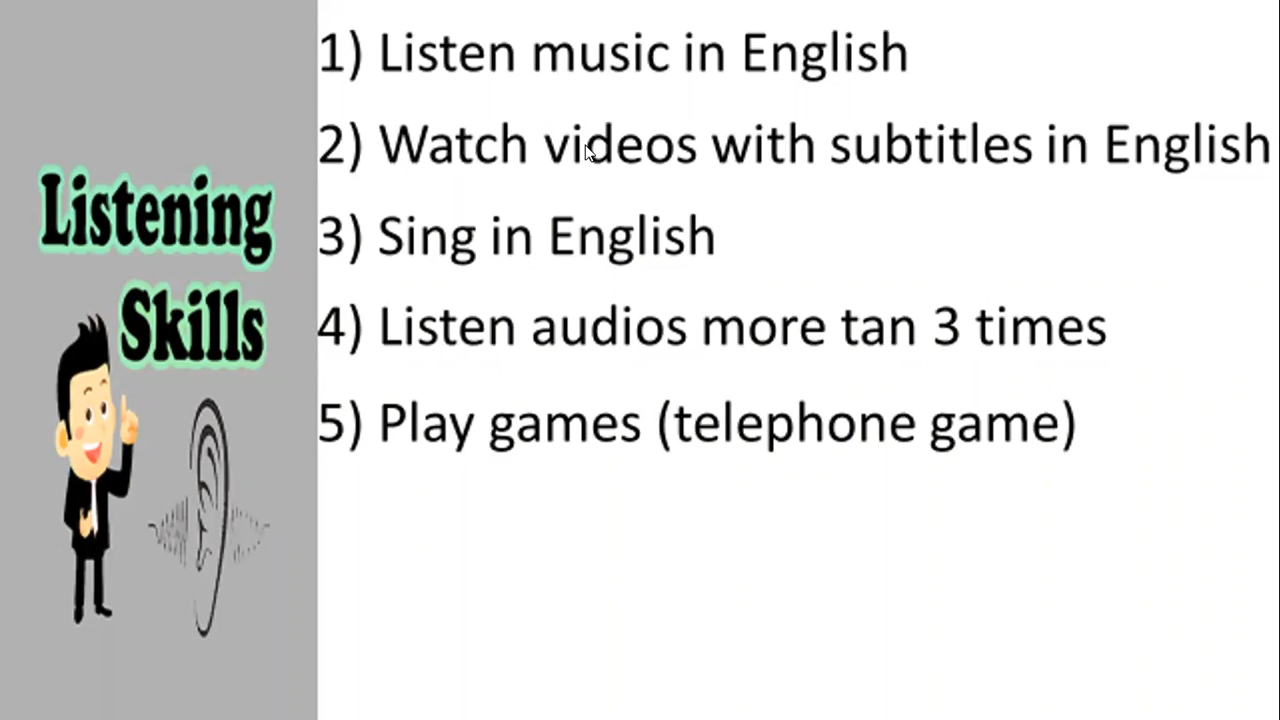 Listening
Skills
1) Listen music in English
2) Watch videos with subtitles in English
3) Sing in English
4) Listen audios more tan 3 times
5) Play games (telephone game)